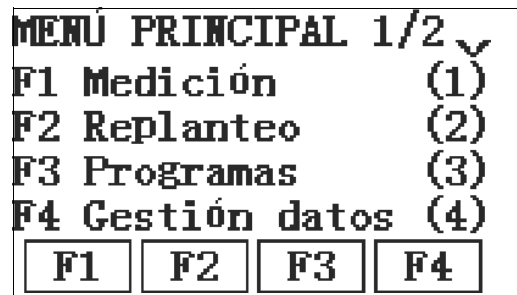 MENÚ PRINCIPAL 1/2
F1 Medición (1)
F2 Replanteo (2)
F3 Programas (3)
F4 Gestión datos (4)
F1 F2 F3 F4